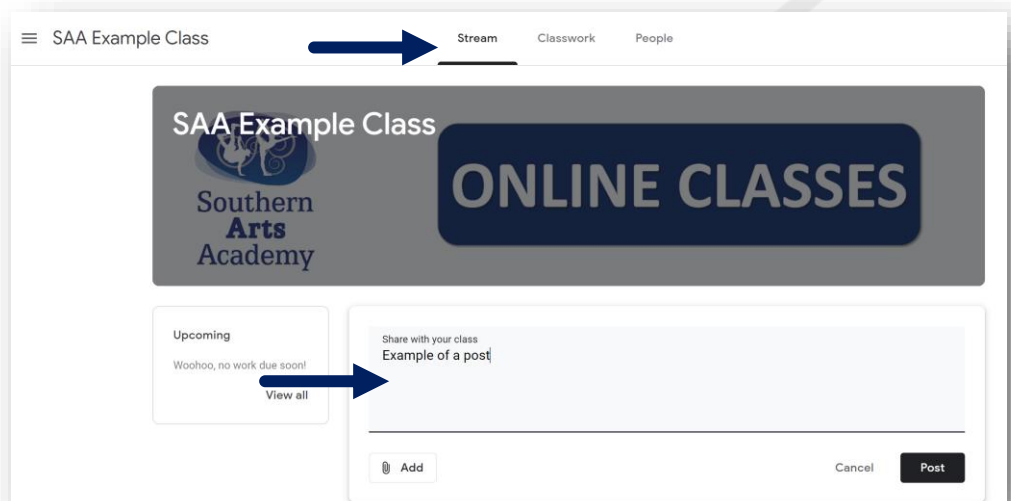 SAA Example Class
Stream Classwork People
SAA Example Class
Southern
Arts
Academy
ONLINE CLASSES
Upcoming
Woohoo, no work due soon!
View all
Share with your class
Example of a post
Add
Cancel Post